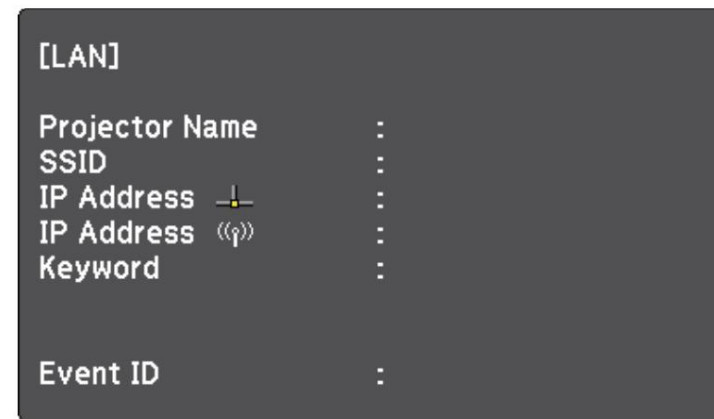 [LAN]
Projector Name :
SSID :
IP Address :
IP Address :
Keyword :
Event ID :